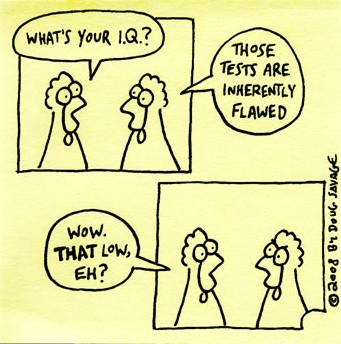 WHAT'S YOUR I.Q.?
THOSE
TESTS ARE
INHERENTLY
FLAWED
WOW.
THAT LOW,
EH?
© 2008 BY DOUG SAVAGE